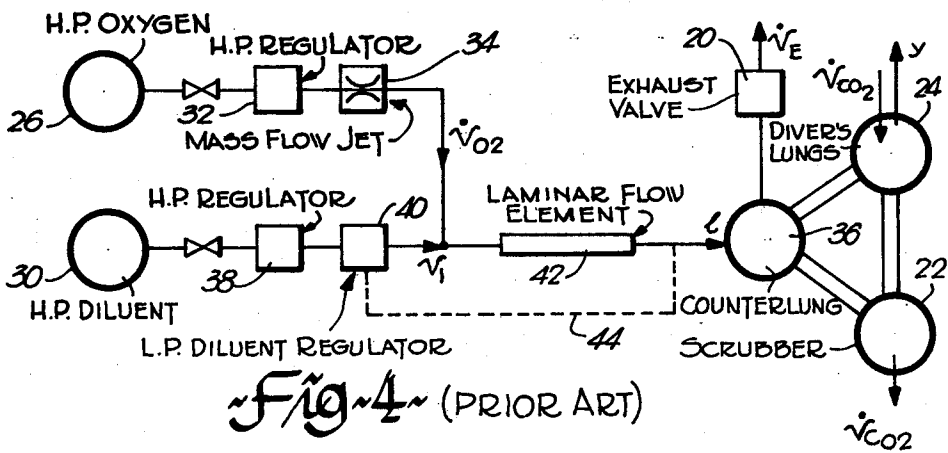 H.P. OXYGEN
H.P. REGULATOR
34
26
32
MASS FLOW JET
V̇O2
20
V̇E
EXHAUST
VALVE
V̇CO2
y
24
DIVER'S
LUNGS
H.P. REGULATOR
40
LAMINAR FLOW
ELEMENT
l
36
30
38
V1
42
22
H.P. DILUENT
44
COUNTERLUNG
L.P. DILUENT REGULATOR
SCRUBBER
~Fig~4~ (PRIOR ART)
V̇CO2